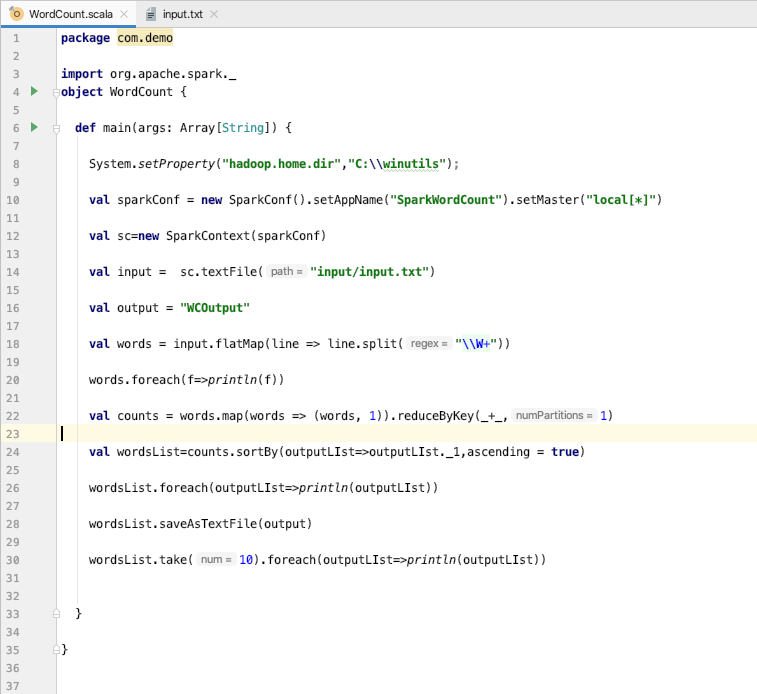 WordCount.scala × input.txt ×
1 package com.demo
2
3 import org.apache.spark._
4 object WordCount {
5
6 def main(args: Array[String]) {
7
8 System.setProperty("hadoop.home.dir","C:\\winutils");
9
10 val sparkConf = new SparkConf().setAppName("SparkWordCount").setMaster("local[*]")
11
12 val sc=new SparkContext(sparkConf)
13
14 val input =  sc.textFile( path = "input/input.txt")
15
16 val output = "WCOutput"
17
18 val words = input.flatMap(line => line.split( regex = "\\W+"))
19
20 words.foreach(f=>println(f))
21
22 val counts = words.map(words => (words, 1)).reduceByKey(_+_, numPartitions = 1)
23
24 val wordsList=counts.sortBy(outputLIst=>outputLIst._1,ascending = true)
25
26 wordsList.foreach(outputLIst=>println(outputLIst))
27
28 wordsList.saveAsTextFile(output)
29
30 wordsList.take( num = 10).foreach(outputLIst=>println(outputLIst))
31
32
33 }
34
35 }
36
37